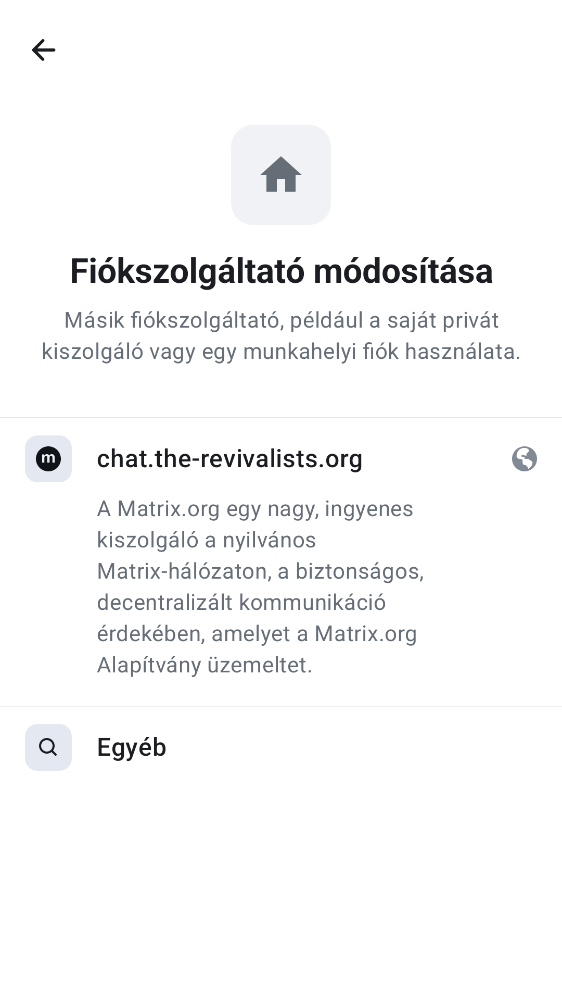 Fiókszolgáltató módosítása
Másik fiókszolgáltató, például a saját privát
kiszolgáló vagy egy munkahelyi fiók használata.
m
chat.the-revivalists.org
A Matrix.org egy nagy, ingyenes
kiszolgáló a nyilvános
Matrix-hálózaton, a biztonságos,
decentralizált kommunikáció
érdekében, amelyet a Matrix.org
Alapítvány üzemeltet.
Egyéb